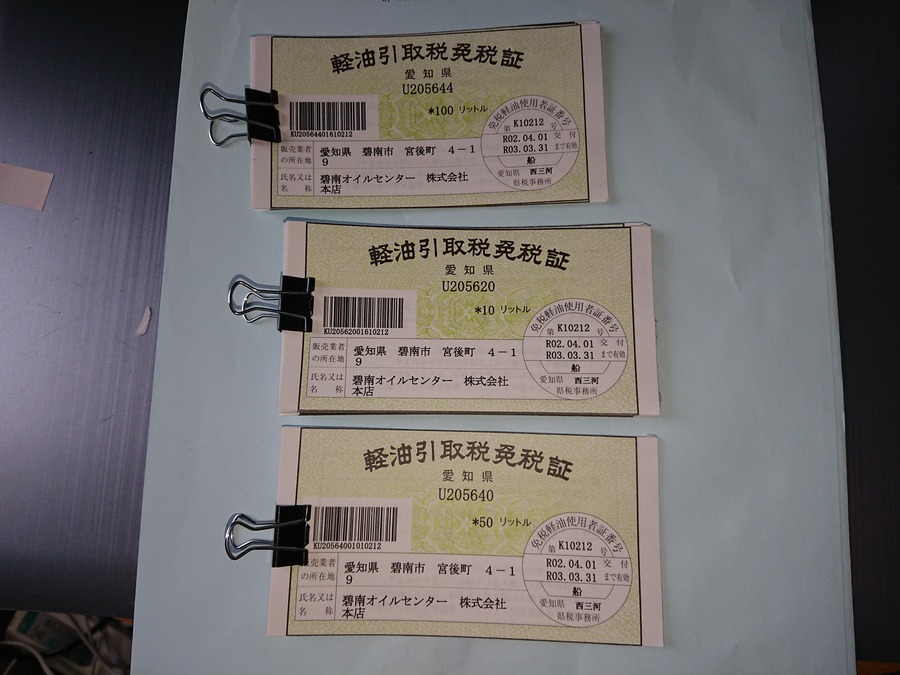 軽油引取税免税証
愛知県
U205644
*100 リットル
KU20564401610212
販売業者
の所在地
愛知県 碧南市 宮後町 4－1
9
氏名又は
名 称
碧南オイルセンター 株式会社
本店
免税軽油使用者証番号
第 K10212 号
R02.04.01 交付
R03.03.31 まで有効
船
愛知県 西三河
県税事務所
軽油引取税免税証
愛知県
U205620
*10 リットル
KU20562001610212
販売業者
の所在地
愛知県 碧南市 宮後町 4－1
9
氏名又は
名 称
碧南オイルセンター 株式会社
本店
免税軽油使用者証番号
第 K10212 号
R02.04.01 交付
R03.03.31 まで有効
船
愛知県 西三河
県税事務所
軽油引取税免税証
愛知県
U205640
*50 リットル
KU20564001010212
売業者
の所在地
愛知県 碧南市 宮後町 4－1
9
氏名又は
名 称
碧南オイルセンター 株式会社
本店
免税軽油使用者証番号
第 K10212 号
R02.04.01 交付
R03.03.31 まで有効
船
愛知県 西三河
県税事務所